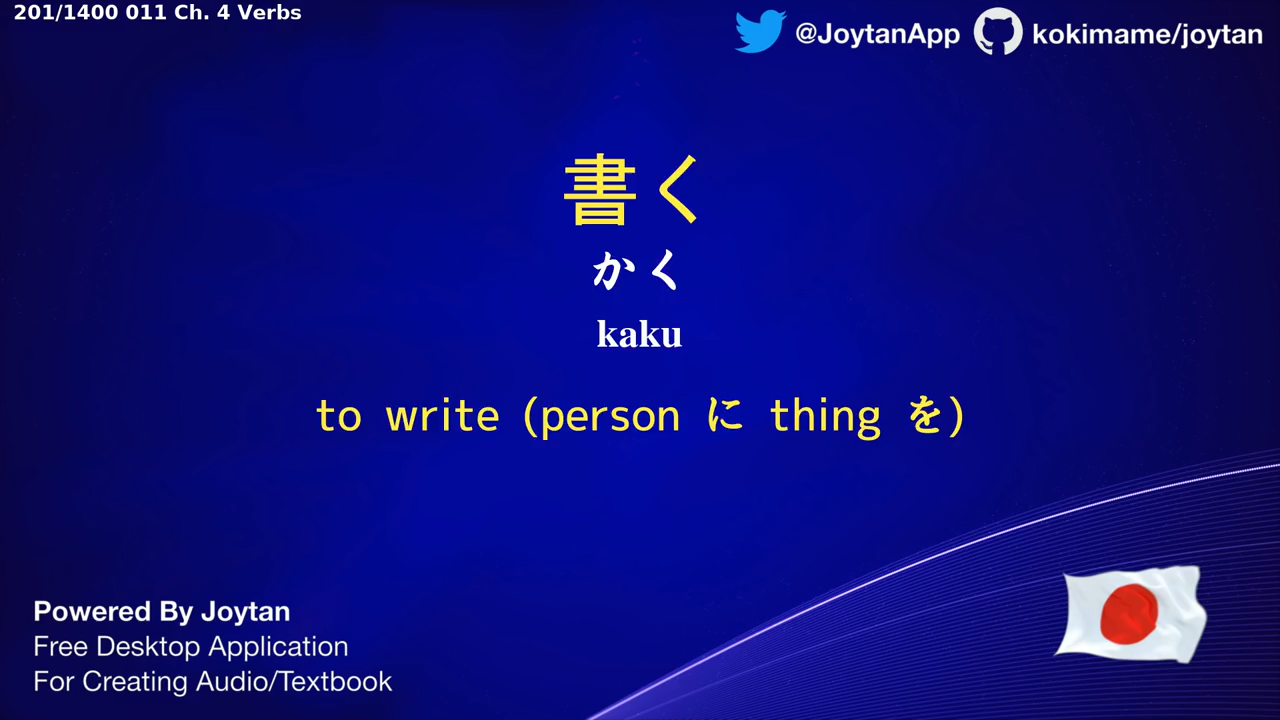 201/1400 011 Ch. 4 Verbs
@JoytanApp kokimame/joytan
書く
かく
kaku
to write (person に thing を)
Powered By Joytan
Free Desktop Application
For Creating Audio/Textbook